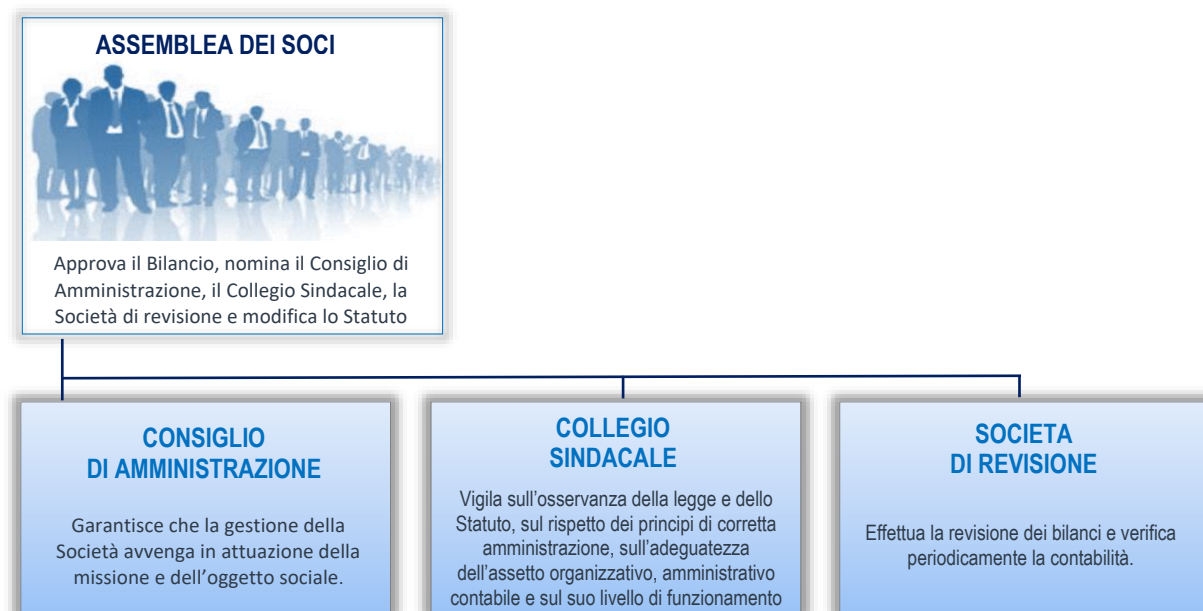 ASSEMBLEA DEI SOCI
Approva il Bilancio, nomina il Consiglio di
Amministrazione, il Collegio Sindacale, la
Società di revisione e modifica lo Statuto
CONSIGLIO
DI AMMINISTRAZIONE
Garantisce che la gestione della
Società avvenga in attuazione della
missione e dell’oggetto sociale.
COLLEGIO
SINDACALE
Vigila sull’osservanza della legge e dello
Statuto, sul rispetto dei principi di corretta
amministrazione, sull’adeguatezza
dell’assetto organizzativo, amministrativo
contabile e sul suo livello di funzionamento
SOCIETA
DI REVISIONE
Effettua la revisione dei bilanci e verifica
periodicamente la contabilità.